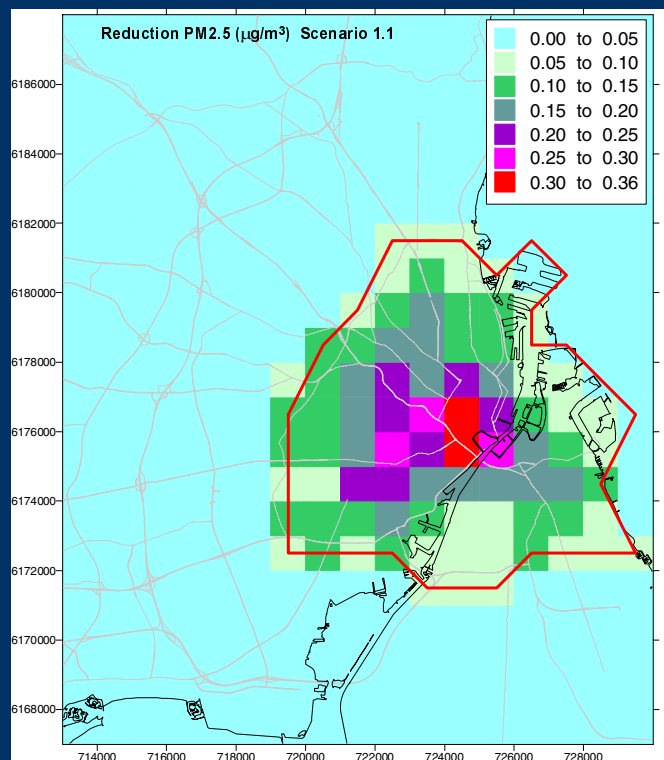 Reduction PM2.5 (µg/m³) Scenario 1.1
0.00 to 0.05
0.05 to 0.10
0.10 to 0.15
0.15 to 0.20
0.20 to 0.25
0.25 to 0.30
0.30 to 0.36
6186000
6184000
6182000
6180000
6178000
6176000
6174000
6172000
6170000
6168000
714000 716000 718000 720000 722000 724000 726000 728000